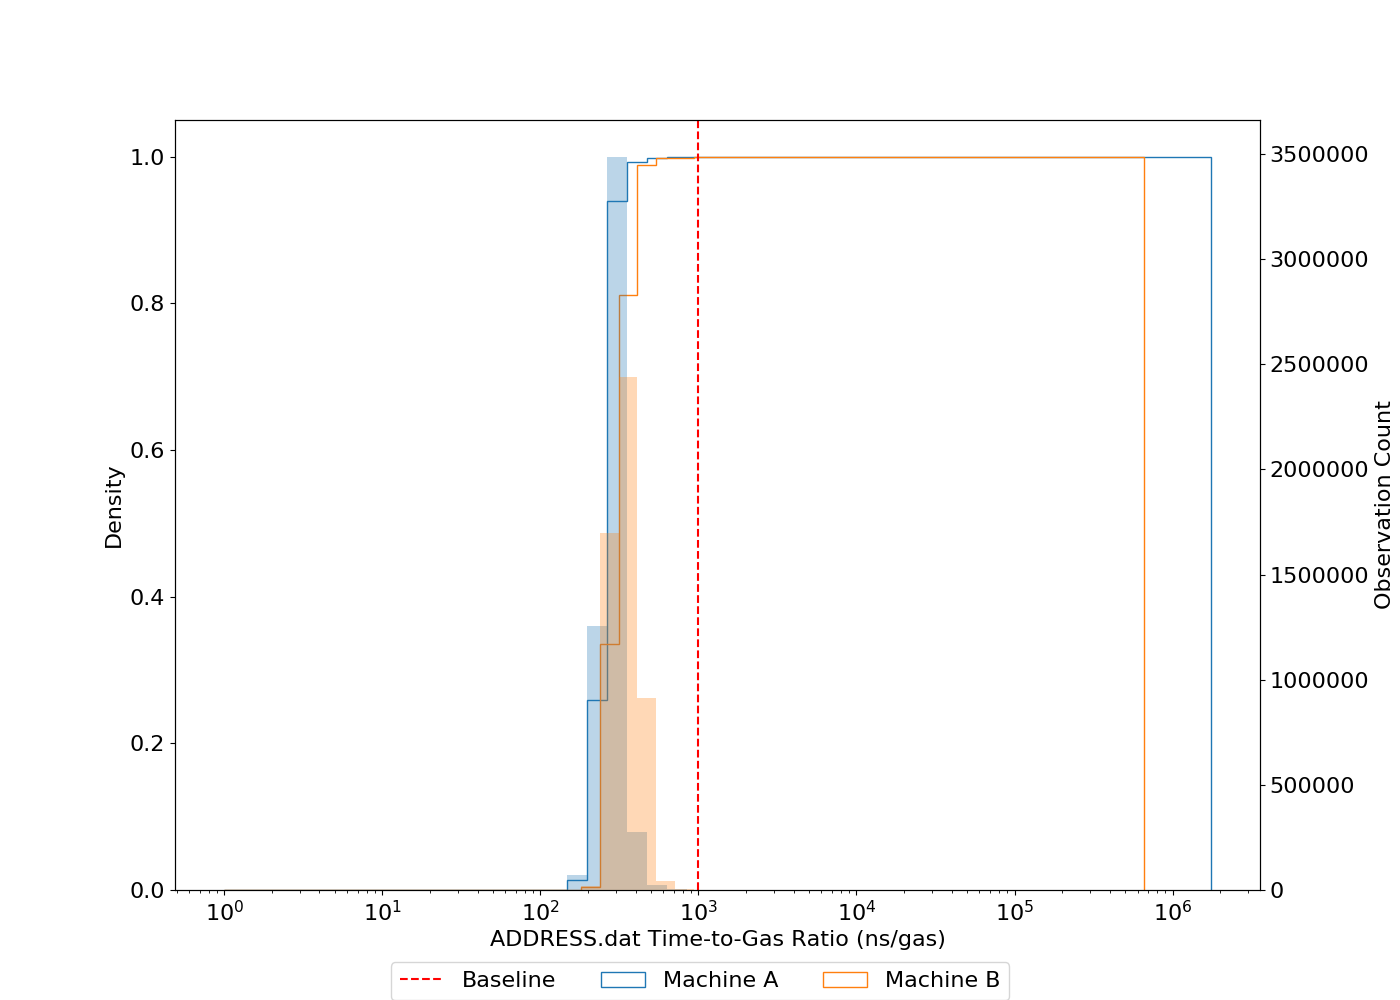 1.0
0.8
0.6
0.4
0.2
0.0
Density
3500000
3000000
2500000
2000000
1500000
1000000
500000
0
Observation Count
10⁰ 10¹ 10² 10³ 10⁴ 10⁵ 10⁶
ADDRESS.dat Time-to-Gas Ratio (ns/gas)
Baseline Machine A Machine B